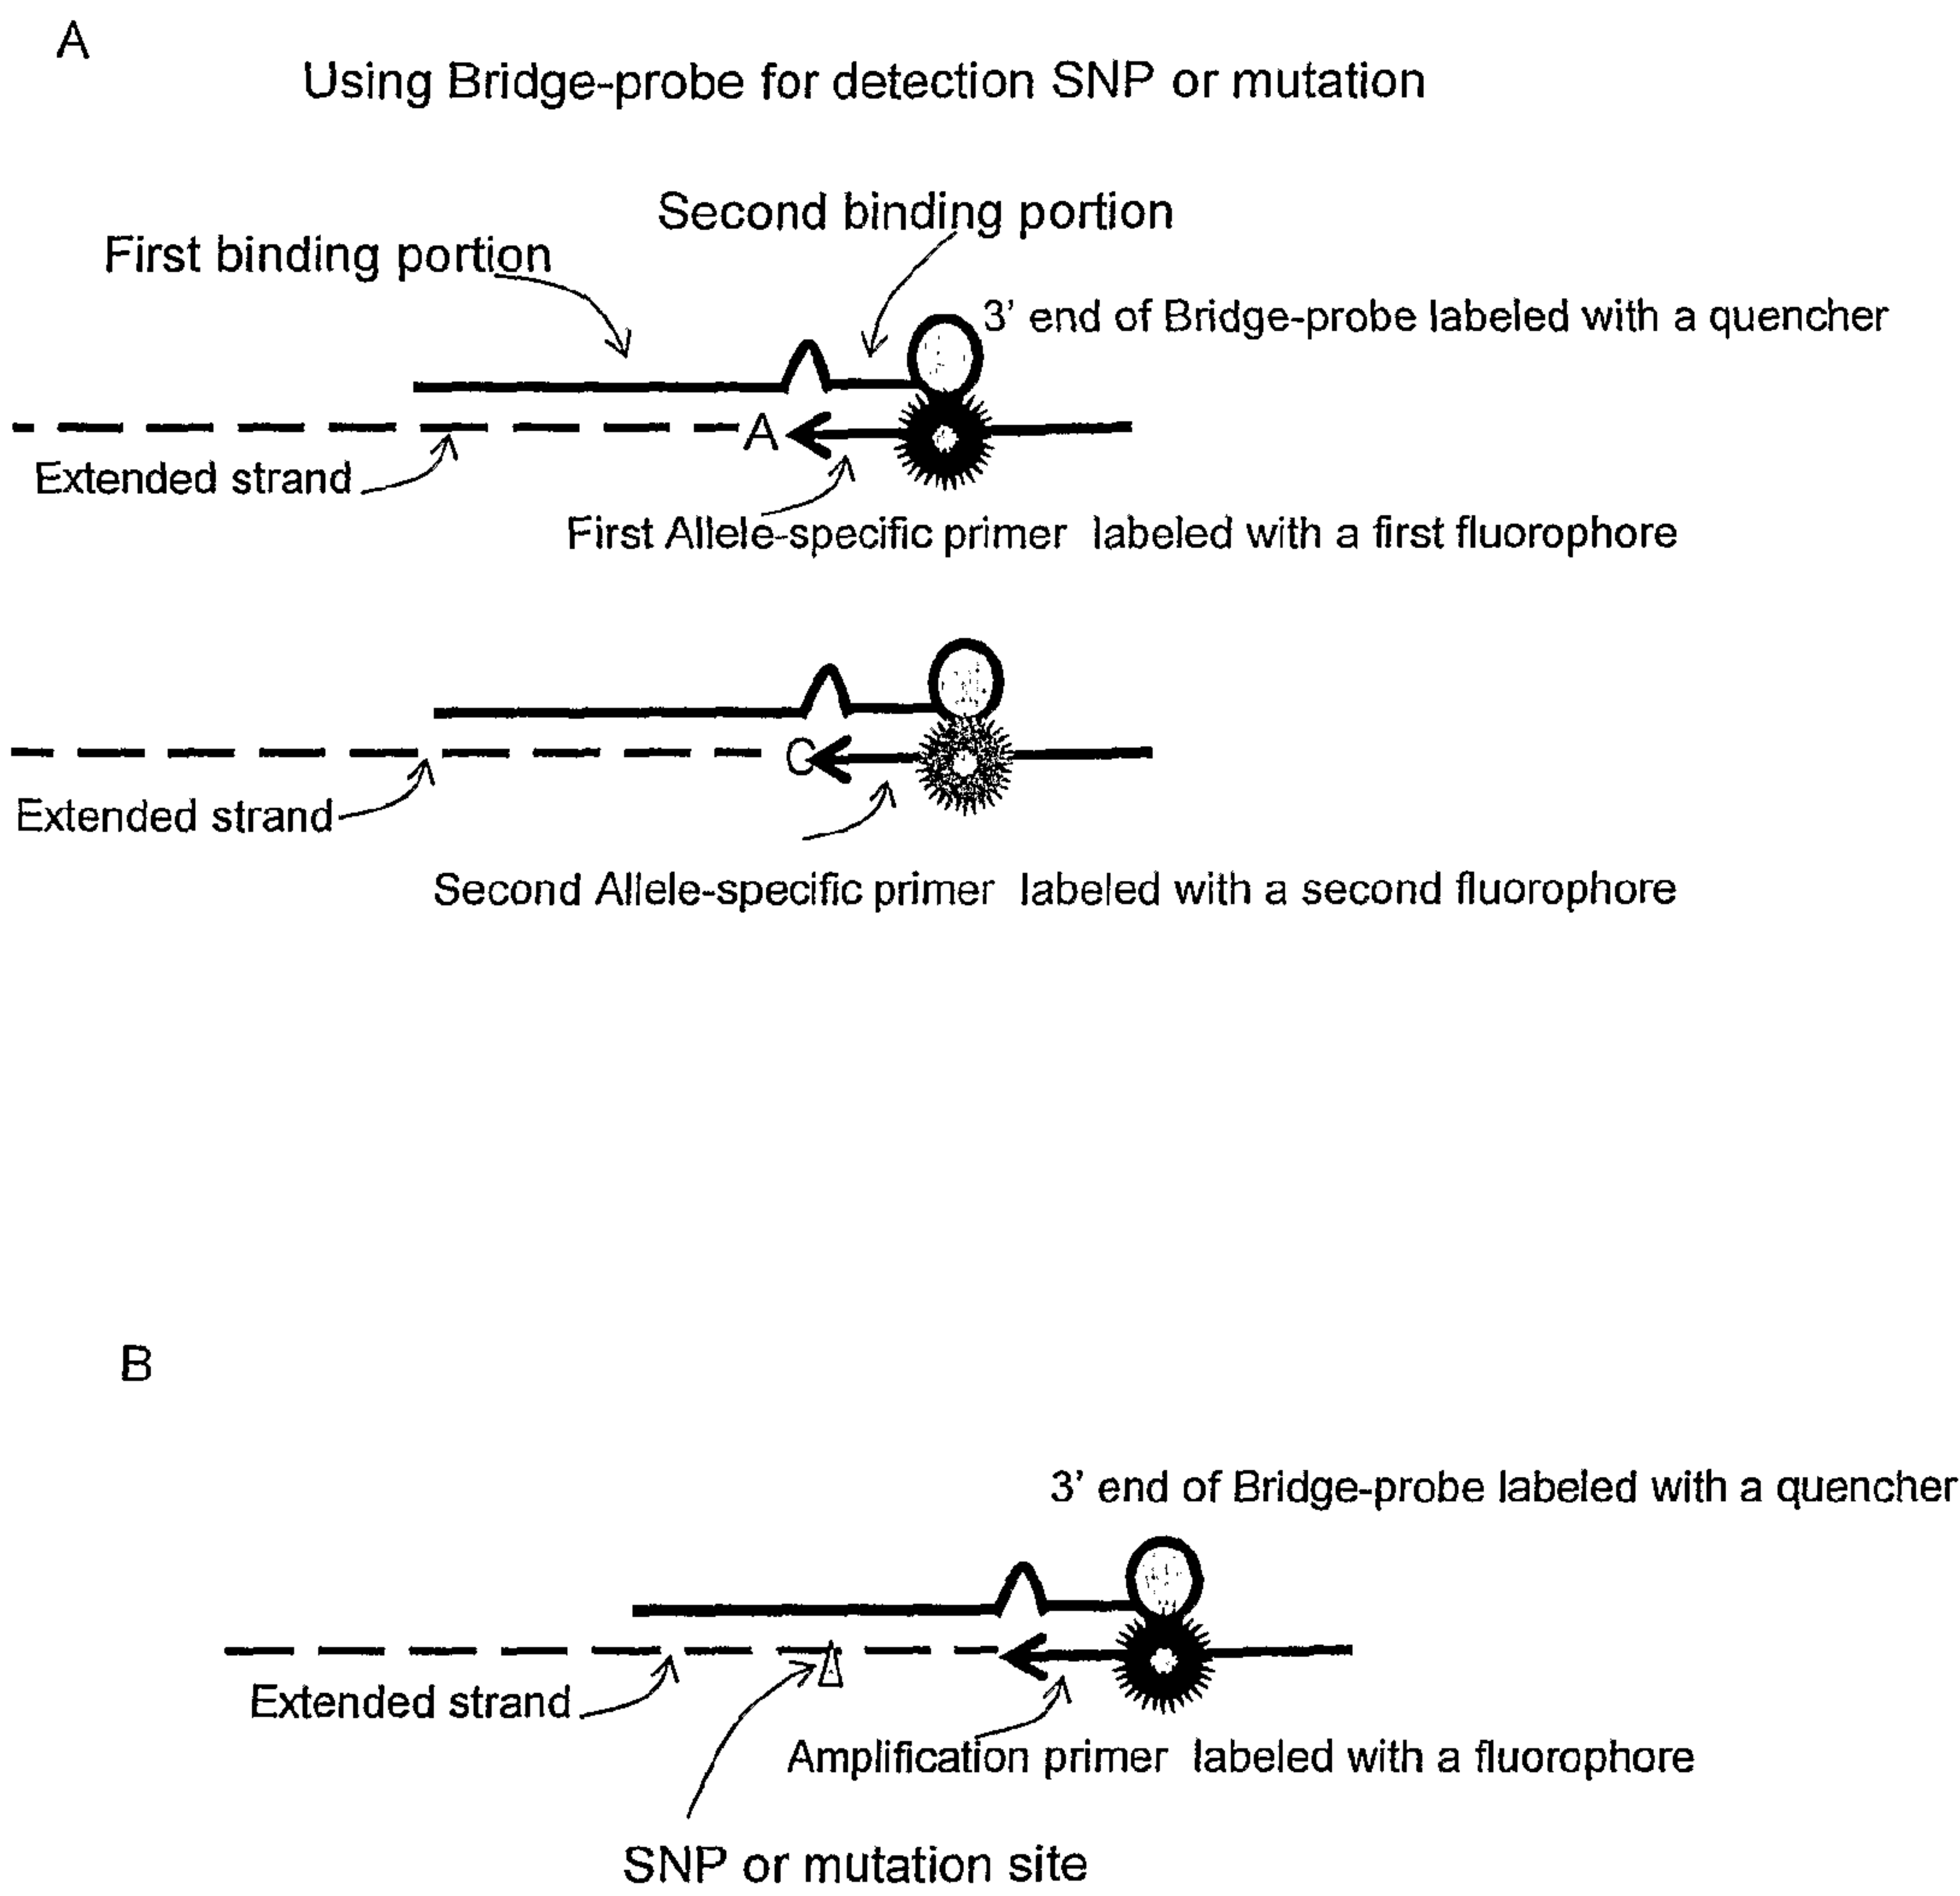 A
Using Bridge-probe for detection SNP or mutation
Second binding portion
First binding portion
3' end of Bridge-probe labeled with a quencher
A
Extended strand
First Allele-specific primer labeled with a first fluorophore
C
Extended strand
Second Allele-specific primer labeled with a second fluorophore
B
3' end of Bridge-probe labeled with a quencher
Extended strand
Amplification primer labeled with a fluorophore
SNP or mutation site